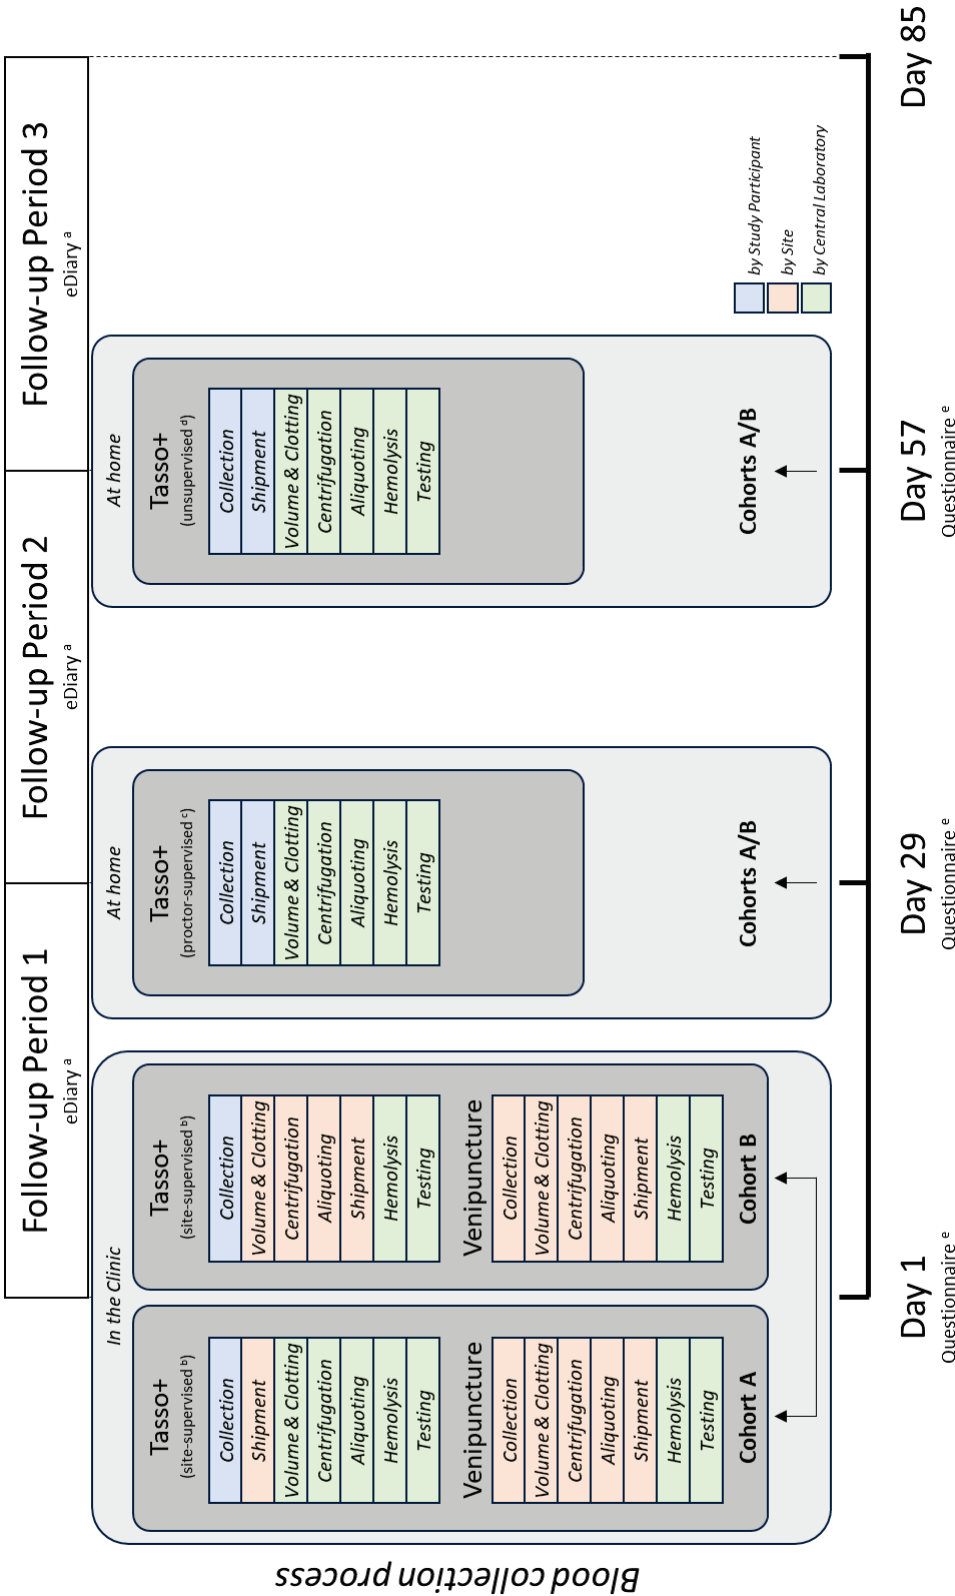 Follow-up Period 1
eDiary a
Follow-up Period 2
eDiary a
Follow-up Period 3
eDiary a
Blood collection process
In the Clinic
Tasso+
(site-supervised b)
Collection
Shipment
Volume & Clotting
Centrifugation
Aliquoting
Hemolysis
Testing
Venipuncture
Collection
Volume & Clotting
Centrifugation
Aliquoting
Shipment
Hemolysis
Testing
Cohort A
Tasso+
(site-supervised b)
Collection
Volume & Clotting
Centrifugation
Aliquoting
Shipment
Hemolysis
Testing
Venipuncture
Collection
Volume & Clotting
Centrifugation
Aliquoting
Shipment
Hemolysis
Testing
Cohort B
At home
Tasso+
(proctor-supervised c)
Collection
Shipment
Volume & Clotting
Centrifugation
Aliquoting
Hemolysis
Testing
Cohorts A/B
At home
Tasso+
(unsupervised d)
Collection
Shipment
Volume & Clotting
Centrifugation
Aliquoting
Hemolysis
Testing
Cohorts A/B
by Study Participant
by Site
by Central Laboratory
Day 1
Questionnaire e
Day 29
Questionnaire e
Day 57
Questionnaire e
Day 85